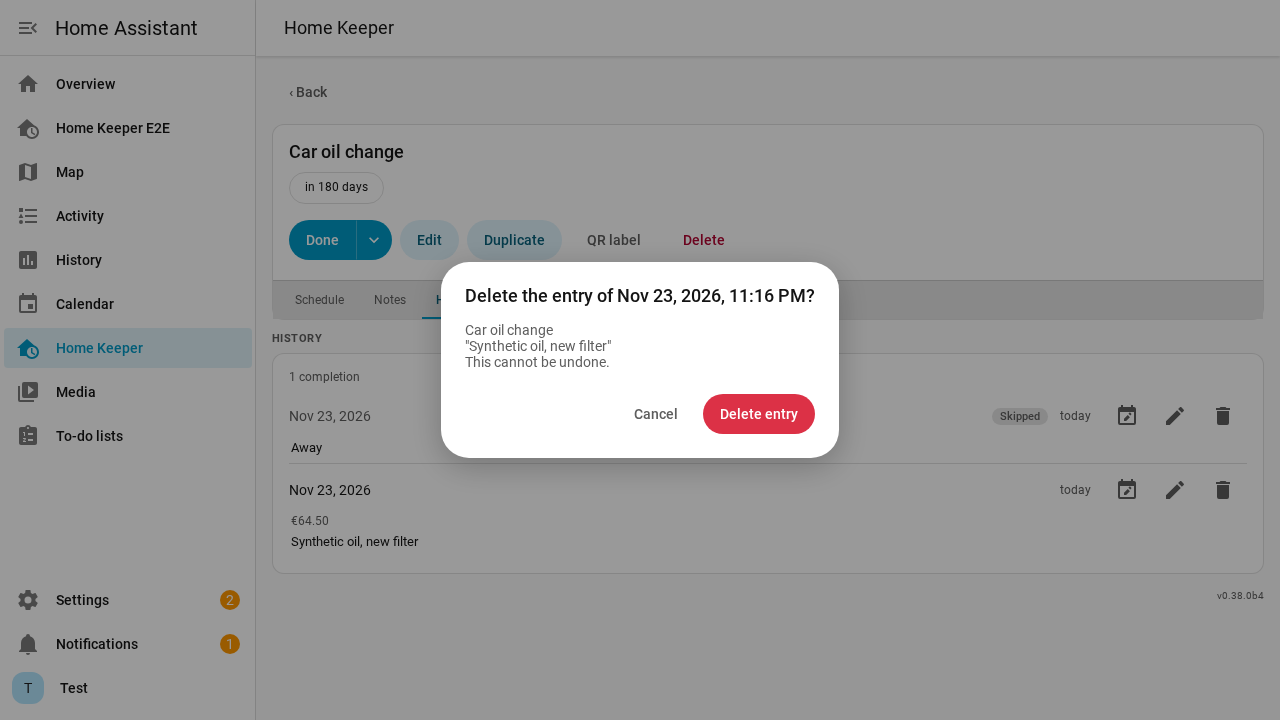 Home Assistant
Home Keeper
Overview
Home Keeper E2E
Map
Activity
History
Calendar
Home Keeper
Media
To-do lists
Settings
2
Notifications
1
T
Test
‹ Back
Car oil change
in 180 days
Done
Edit
Duplicate
QR label
Delete
Schedule
Notes
HISTORY
1 completion
Nov 23, 2026
Skipped
today
Away
Nov 23, 2026
today
€64.50
Synthetic oil, new filter
v0.38.0b4
Delete the entry of Nov 23, 2026, 11:16 PM?
Car oil change
"Synthetic oil, new filter"
This cannot be undone.
Cancel
Delete entry